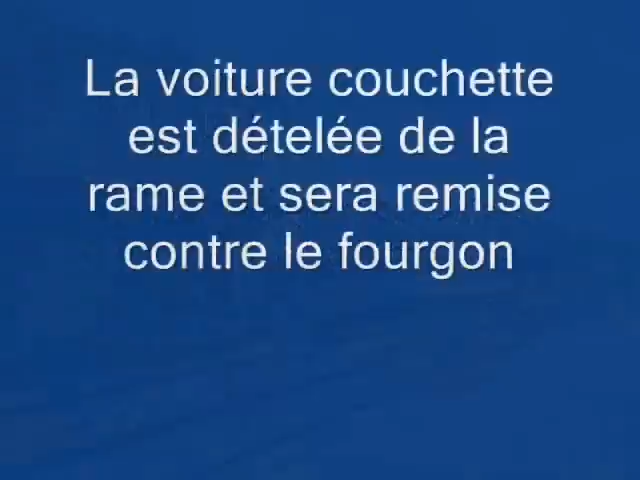 La voiture couchette
est dételée de la
rame et sera remise
contre le fourgon